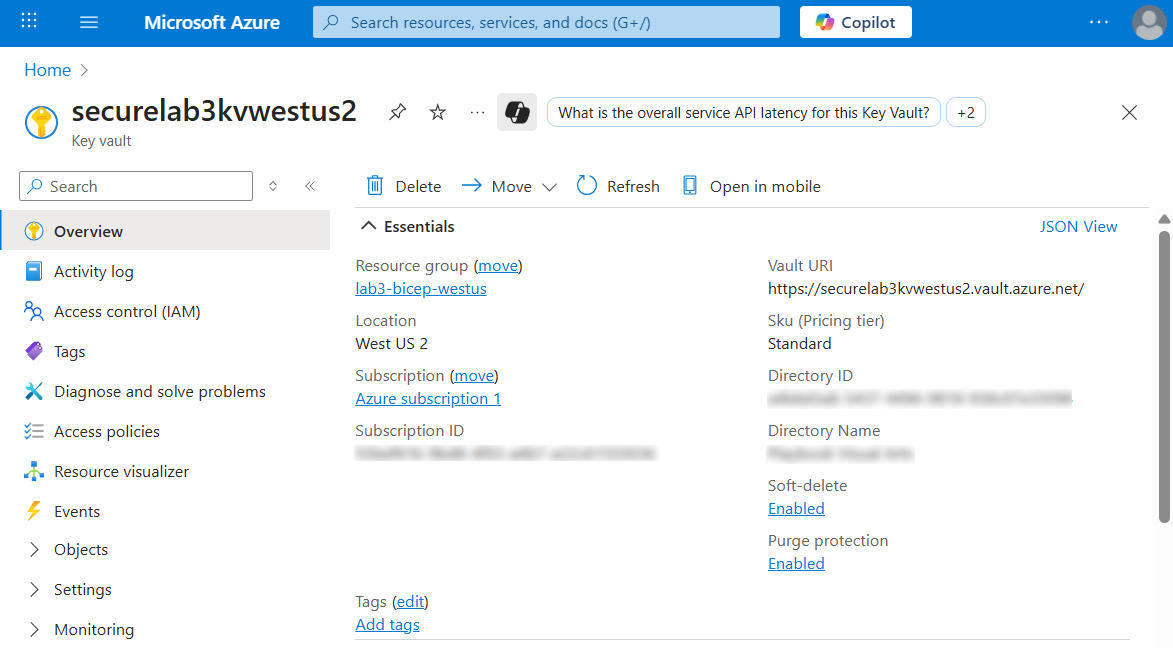 Microsoft Azure
Search resources, services, and docs (G+/)
Copilot
Home
securelab3kvwestus2
Key vault
What is the overall service API latency for this Key Vault?
+2
Search
Delete
Move
Refresh
Open in mobile
Overview
Activity log
Access control (IAM)
Tags
Diagnose and solve problems
Access policies
Resource visualizer
Events
Objects
Settings
Monitoring
Essentials
JSON View
Resource group (move)
lab3-bicep-westus
Location
West US 2
Subscription (move)
Azure subscription 1
Subscription ID
Vault URI
https://securelab3kvwestus2.vault.azure.net/
Sku (Pricing tier)
Standard
Directory ID
Directory Name
Soft-delete
Enabled
Purge protection
Enabled
Tags (edit)
Add tags